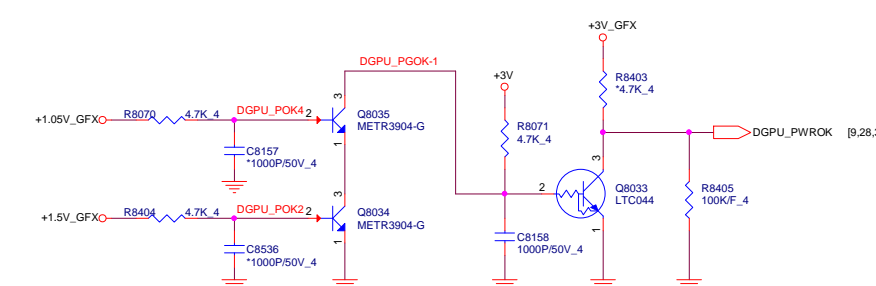 +3V_GFX
DGPU_PGOK-1
+3V
R8403
*4.7K_4
+1.05V_GFX
R8070
4.7K_4
DGPU_POK4
2
3
1
Q8035
METR3904-G
C8157
*1000P/50V_4
R8071
4.7K_4
DGPU_PWROK
[9,28,
+1.5V_GFX
R8404
4.7K_4
DGPU_POK2
2
3
1
Q8034
METR3904-G
C8536
*1000P/50V_4
2
3
1
Q8033
LTC044
R8405
100K/F_4
C8158
1000P/50V_4